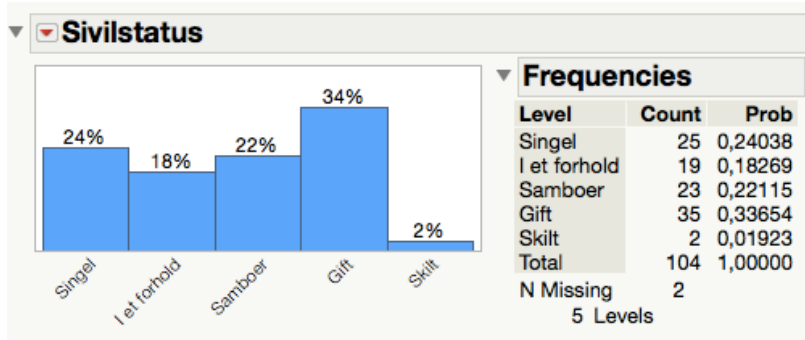 Sivilstatus
34%
24%
22%
18%
2%
Singel
I et forhold
Samboer
Gift
Skilt
Frequencies
Level Count Prob
Singel 25 0,24038
I et forhold 19 0,18269
Samboer 23 0,22115
Gift 35 0,33654
Skilt 2 0,01923
Total 104 1,00000
N Missing 2
5 Levels